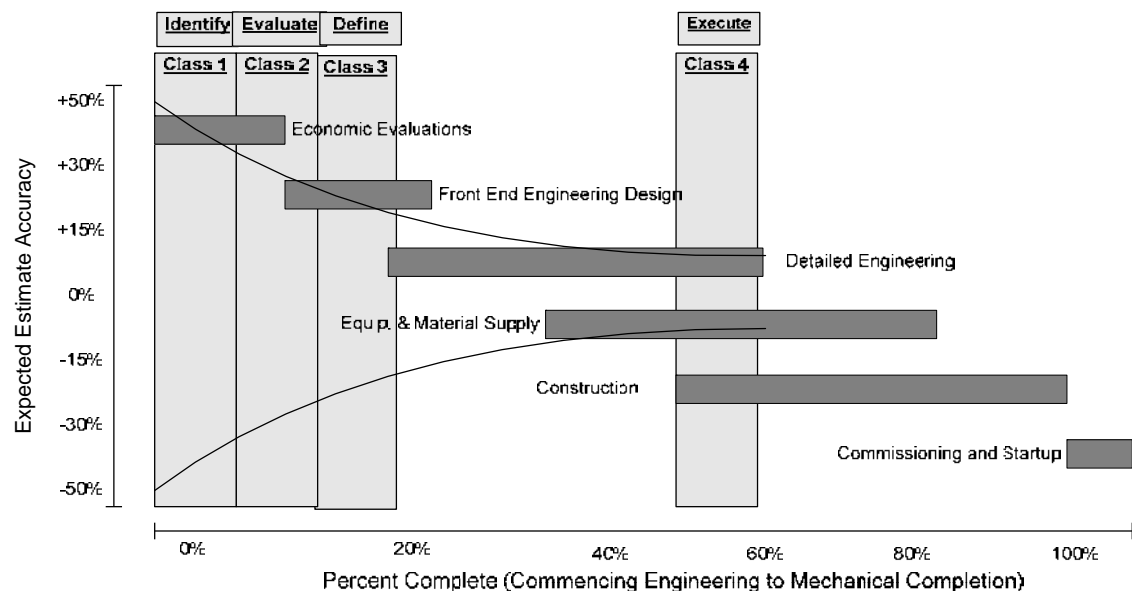 Identify Evaluate Define Execute
Class 1 Class 2 Class 3 Class 4
+50%
Economic Evaluations
+30%
Front End Engineering Design
+15%
Detailed Engineering
0%
Equip. & Material Supply
-15%
Construction
-30%
Commissioning and Startup
-50%
Expected Estimate Accuracy
0% 20% 40% 60% 80% 100%
Percent Complete (Commencing Engineering to Mechanical Completion)